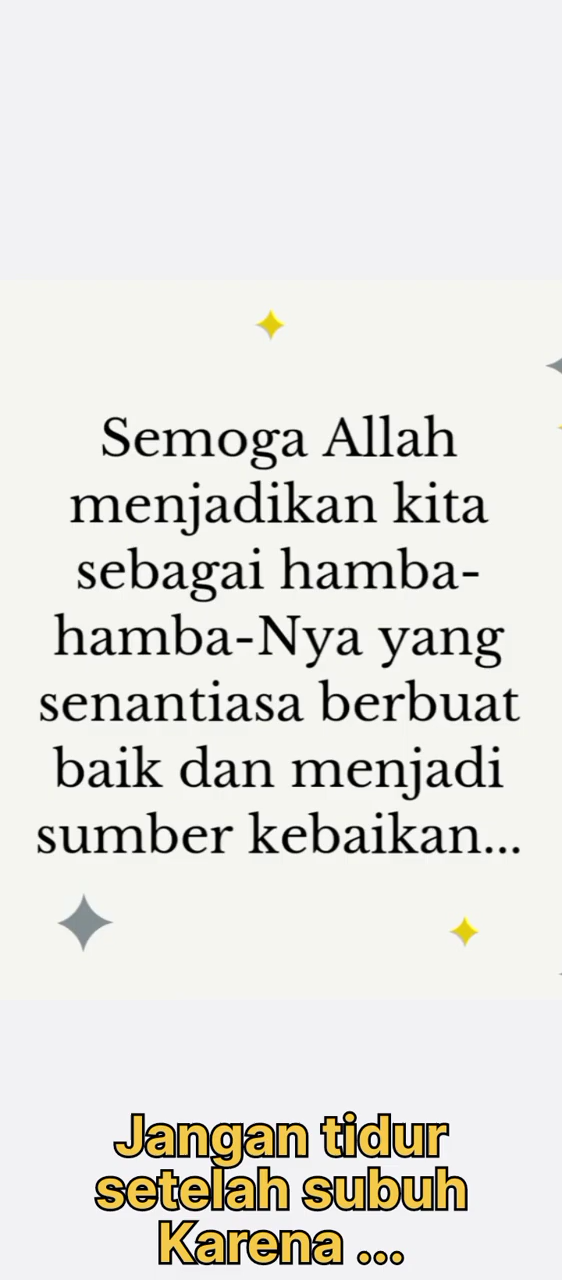 Semoga Allah
menjadikan kita
sebagai hamba-
hamba-Nya yang
senantiasa berbuat
baik dan menjadi
sumber kebaikan...
Jangan tidur
setelah subuh
Karena ...